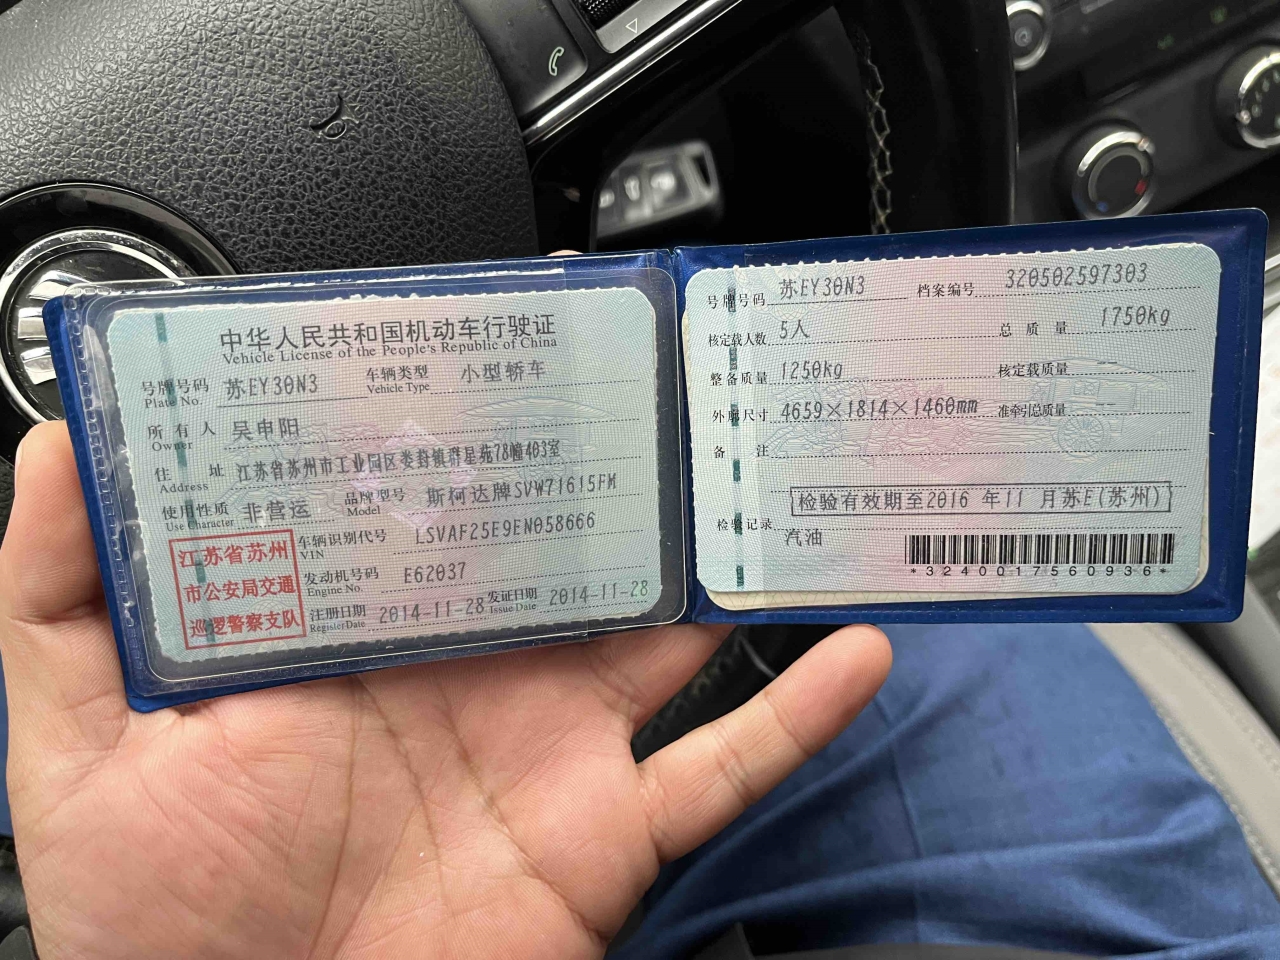 中华人民共和国机动车行驶证
Vehicle License of the People's Republic of China
号牌号码 苏EY30N3 车辆类型 小型轿车
Plate No. Vehicle Type
所有人 吴申阳
Owner
住址 江苏省苏州市工业园区娄葑镇群星苑78幢403室
Address
使用性质 非营运 品牌型号 斯柯达牌SVW71615FM
Use Character Model
江苏省苏州
市公安局交通
巡逻警察支队
车辆识别代号 LSVAF25E9EN058666
VIN
发动机号码 E62037
Engine No.
注册日期 2014-11-28 发证日期 2014-11-28
Register Date Issue Date
号牌号码 苏EY30N3 档案编号 320502597303
核定载人数 5人 总质量 1750kg
整备质量 1250kg 核定载质量 --
外廓尺寸 4659×1814×1460mm 准牵引总质量 --
备注
检验有效期至2016 年11 月苏E(苏州)
检验记录
汽油
*3240017560936*